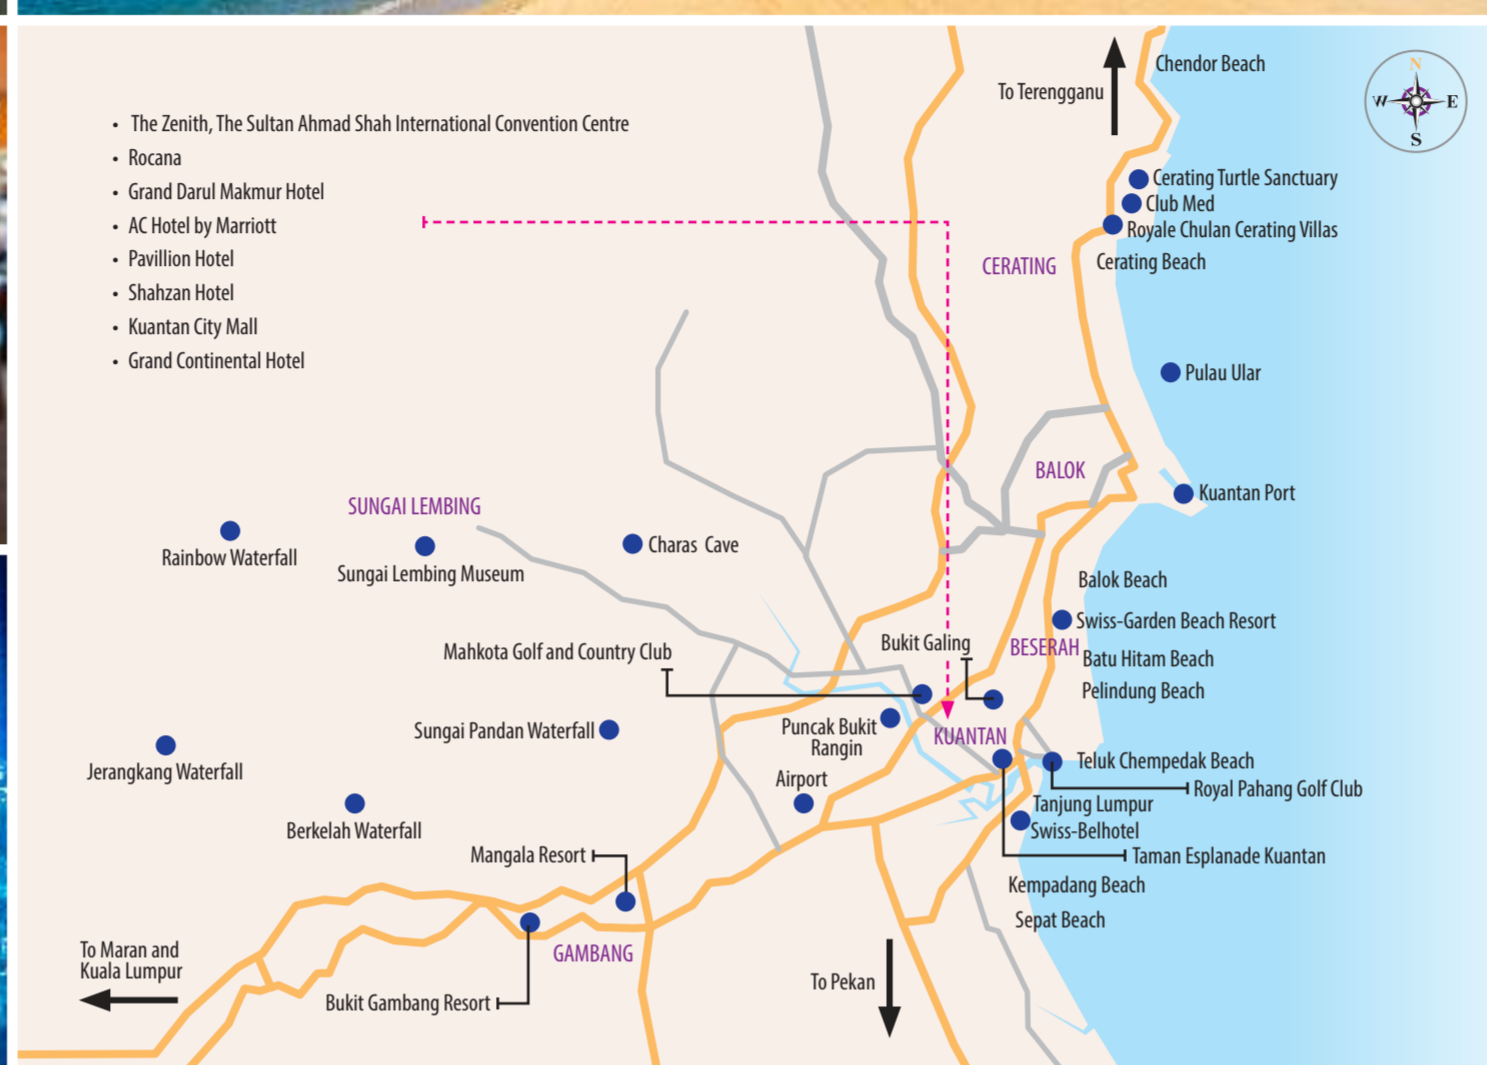 Chendor Beach
To Terengganu
N
W
E
S
• The Zenith, The Sultan Ahmad Shah International Convention Centre
• Rocana
• Grand Darul Makmur Hotel
• AC Hotel by Marriott
• Pavillion Hotel
• Shahzan Hotel
• Kuantan City Mall
• Grand Continental Hotel
Cerating Turtle Sanctuary
Club Med
Royale Chulan Cerating Villas
CERATING
Cerating Beach
Pulau Ular
BALOK
Kuantan Port
SUNGAI LEMBING
Rainbow Waterfall
Sungai Lembing Museum
Charas Cave
Balok Beach
Swiss-Garden Beach Resort
Mahkota Golf and Country Club
Bukit Galing
BESERAH
Batu Hitam Beach
Pelindung Beach
Sungai Pandan Waterfall
Puncak Bukit
Rangin
KUANTAN
Jerangkang Waterfall
Airport
Teluk Chempedak Beach
Royal Pahang Golf Club
Tanjung Lumpur
Swiss-Belhotel
Berkelah Waterfall
Mangala Resort
Taman Esplanade Kuantan
Kempadang Beach
Sepat Beach
To Maran and
Kuala Lumpur
GAMBANG
Bukit Gambang Resort
To Pekan